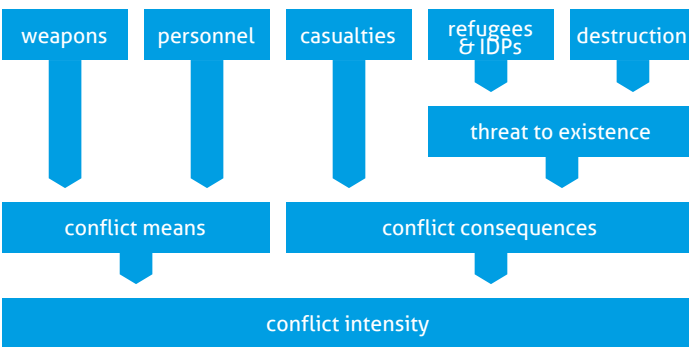 weapons
personnel
casualties
refugees
& IDPs
destruction
threat to existence
conflict means
conflict consequences
conflict intensity